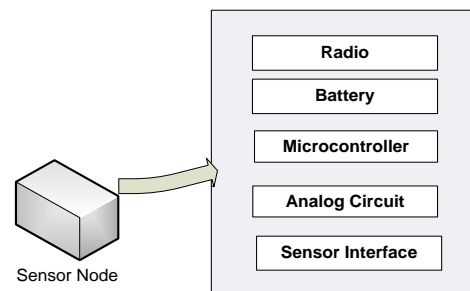 Radio
Battery
Microcontroller
Analog Circuit
Sensor Interface
Sensor Node